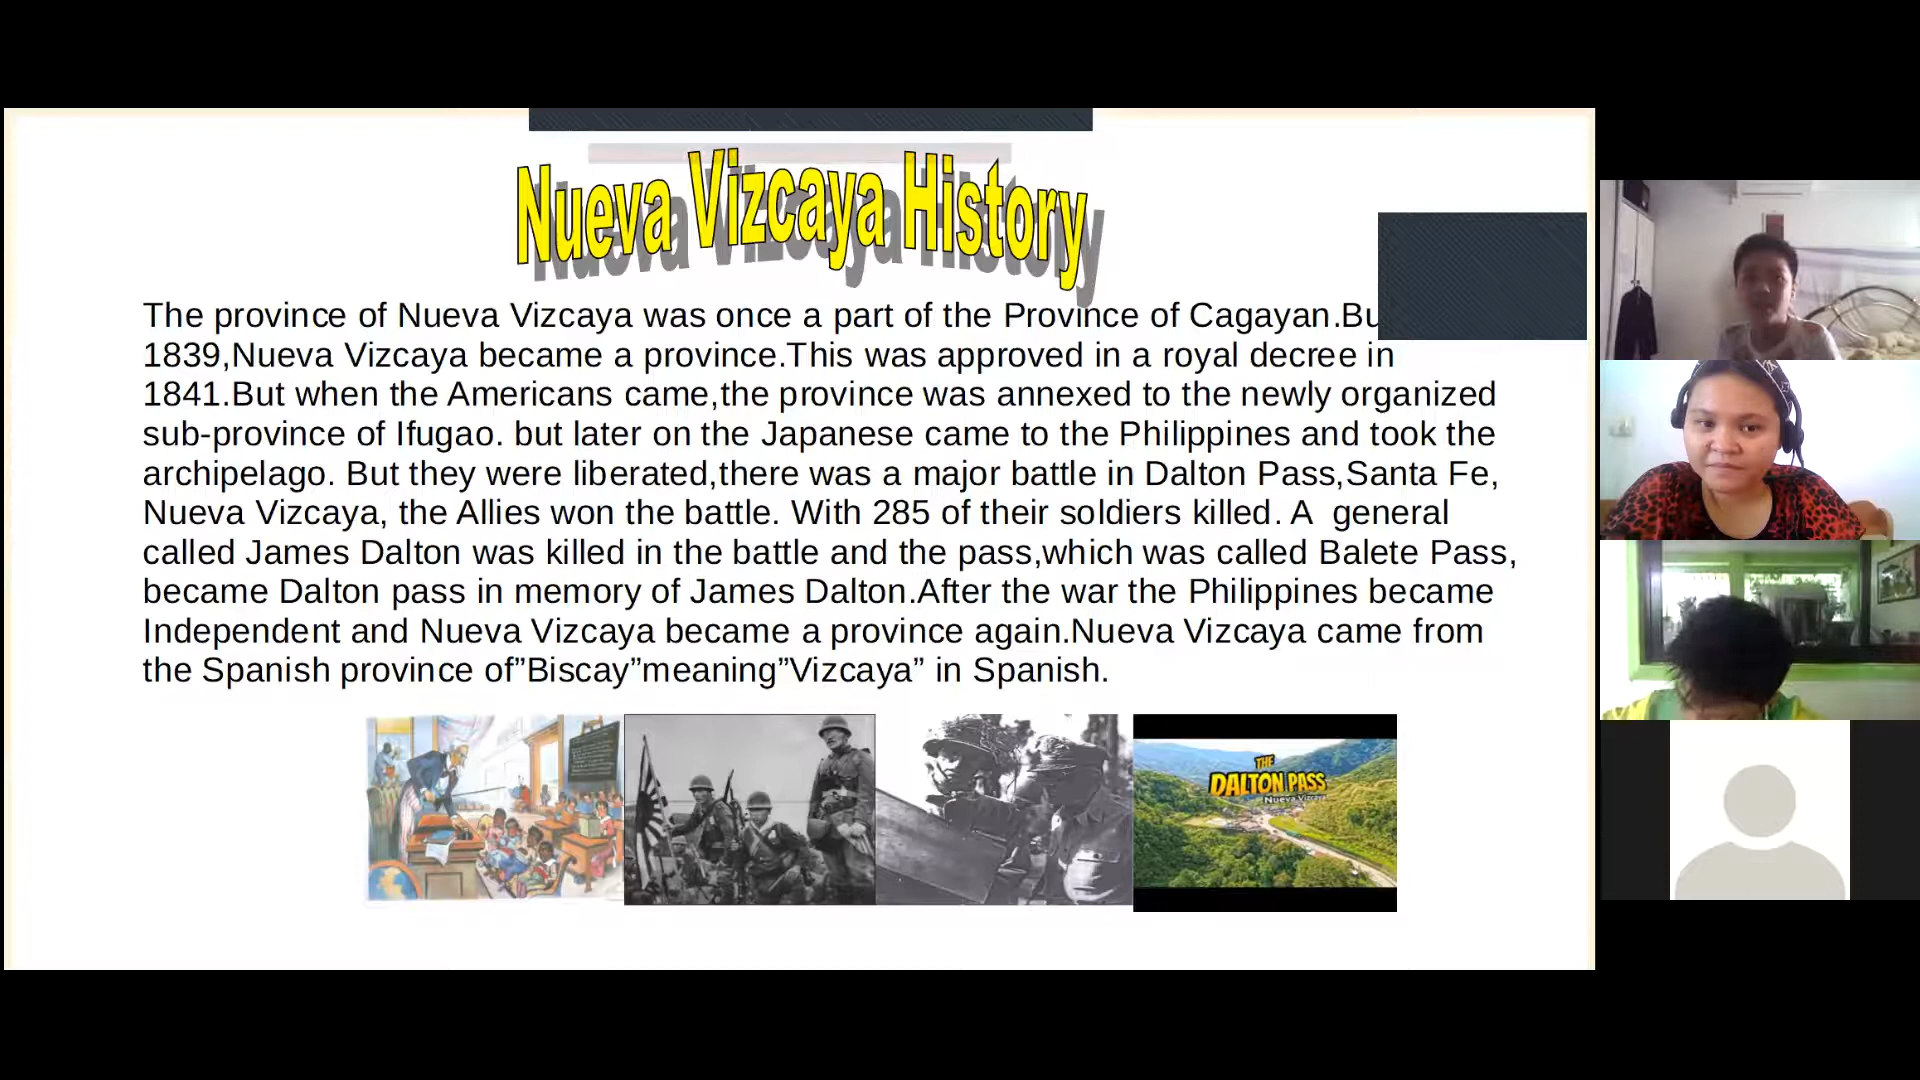 Nueva Vizcaya History
The province of Nueva Vizcaya was once a part of the Province of Cagayan.Bu
1839,Nueva Vizcaya became a province.This was approved in a royal decree in
1841.But when the Americans came,the province was annexed to the newly organized
sub-province of Ifugao. but later on the Japanese came to the Philippines and took the
archipelago. But they were liberated,there was a major battle in Dalton Pass,Santa Fe,
Nueva Vizcaya, the Allies won the battle. With 285 of their soldiers killed. A  general
called James Dalton was killed in the battle and the pass,which was called Balete Pass,
became Dalton pass in memory of James Dalton.After the war the Philippines became
Independent and Nueva Vizcaya became a province again.Nueva Vizcaya came from
the Spanish province of”Biscay”meaning”Vizcaya” in Spanish.
THE
DALTON PASS
Nueva Vizcaya